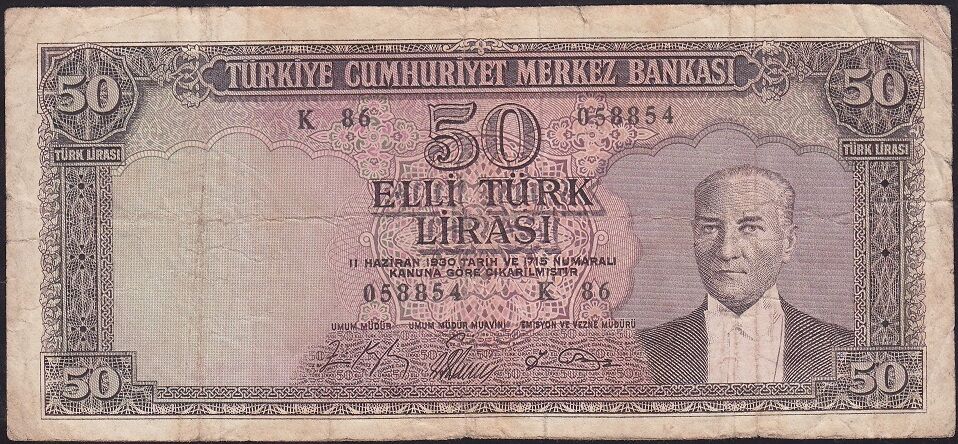 TÜRKİYE CUMHURİYET MERKEZ BANKASI
50 50
K 86 50 058854
TÜRK LİRASI TÜRK LİRASI
ELLİ TÜRK
LİRASI
11 HAZİRAN 1930 TARİH VE 1715 NUMARALI
KANUNA GÖRE ÇIKARILMIŞTIR
058854 K 86
UMUM MÜDÜR UMUM MÜDÜR MUAVİNİ EMİSYON VE VEZNE MÜDÜRÜ
50 50